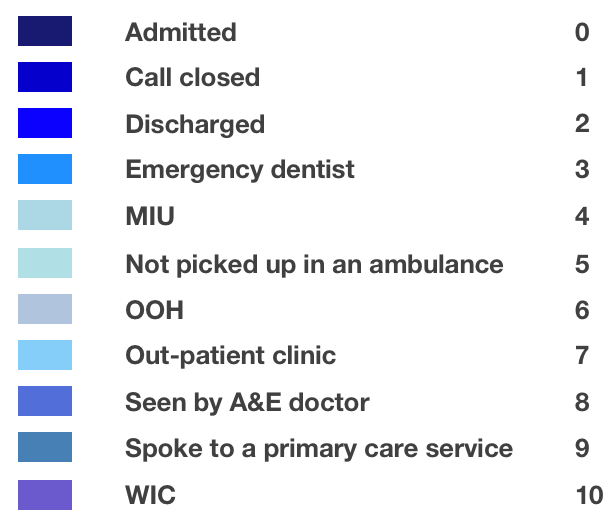 Admitted 0
Call closed 1
Discharged 2
Emergency dentist 3
MIU 4
Not picked up in an ambulance 5
OOH 6
Out-patient clinic 7
Seen by A&E doctor 8
Spoke to a primary care service 9
WIC 10